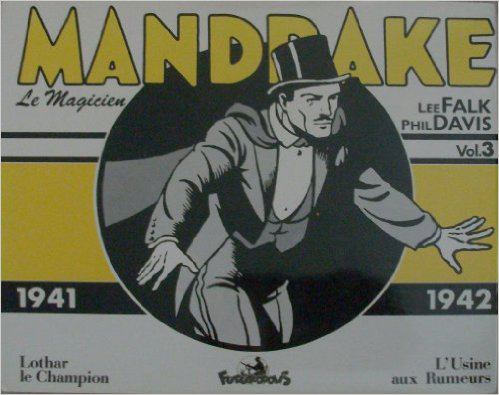 MANDRAKE
Le Magicien
LEE FALK
PHIL DAVIS
Vol.3
1941
1942
Lothar
le Champion
FUTUROPOLIS
L'Usine
aux Rumeurs